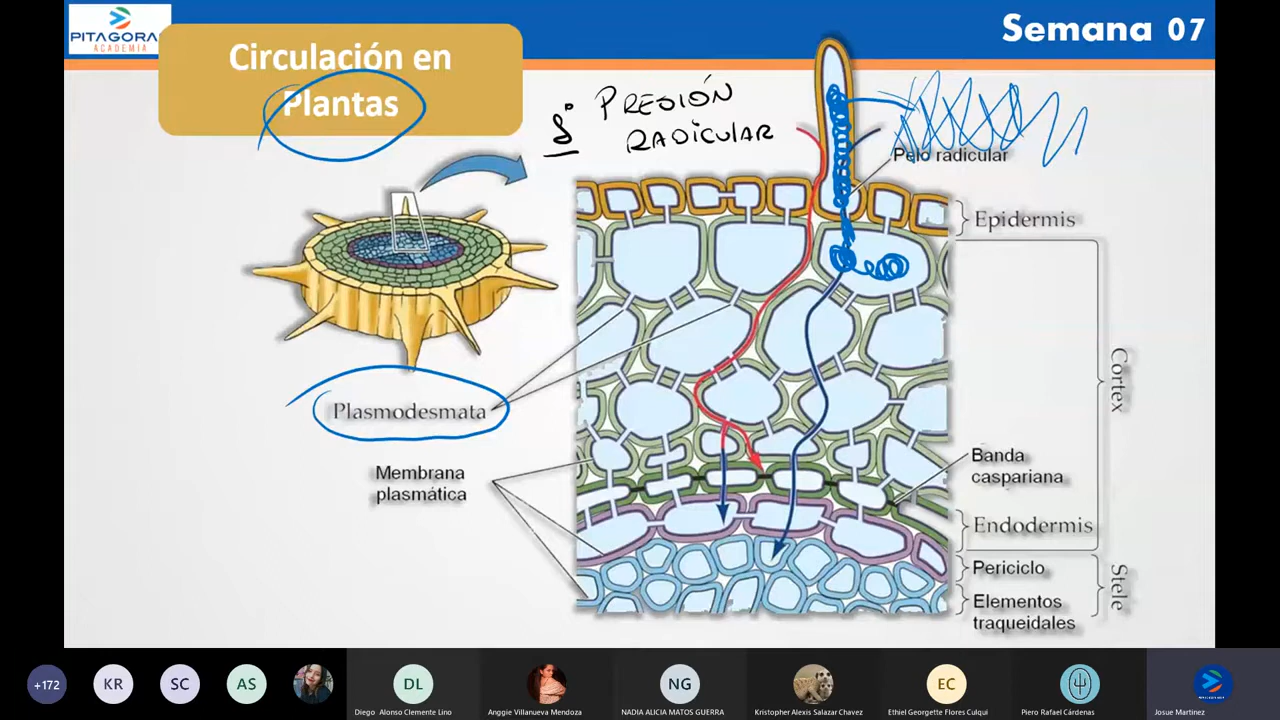 PITAGORAS
ACADEMIA
Semana 07
Circulación en
Plantas
PRESIÓN
RADICULAR
Pelo radicular
Epidermis
Cortex
Plasmodesmata
Membrana
plasmática
Banda
caspariana
Endodermis
Periciclo
Stele
Elementos
traqueidales
+172
KR
SC
AS
DL
NG
EC
Diego Alonso Clemente Lino
Anggie Villanueva Mendoza
NADIA ALICIA MATOS GUERRA
Kristopher Alexis Salazar Chavez
Ethiel Georgette Flores Culqui
Piero Rafael Cárdenas
Josue Martinez